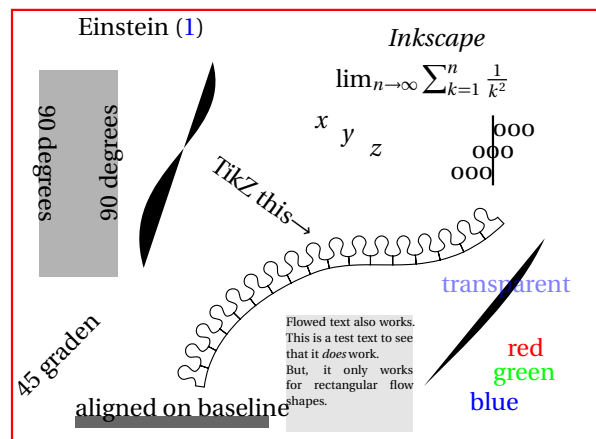 Einstein (1)
Inkscape
lim_{n→∞} ∑_{k=1}^{n} 1/k²
90 degrees
90 degrees
x
y
z
ooo
ooo
ooo
TikZ this→
transparent
Flowed text also works.
This is a test text to see
that it does work.
But, it only works
for rectangular flow
shapes.
45 graden
red
green
blue
aligned on baseline